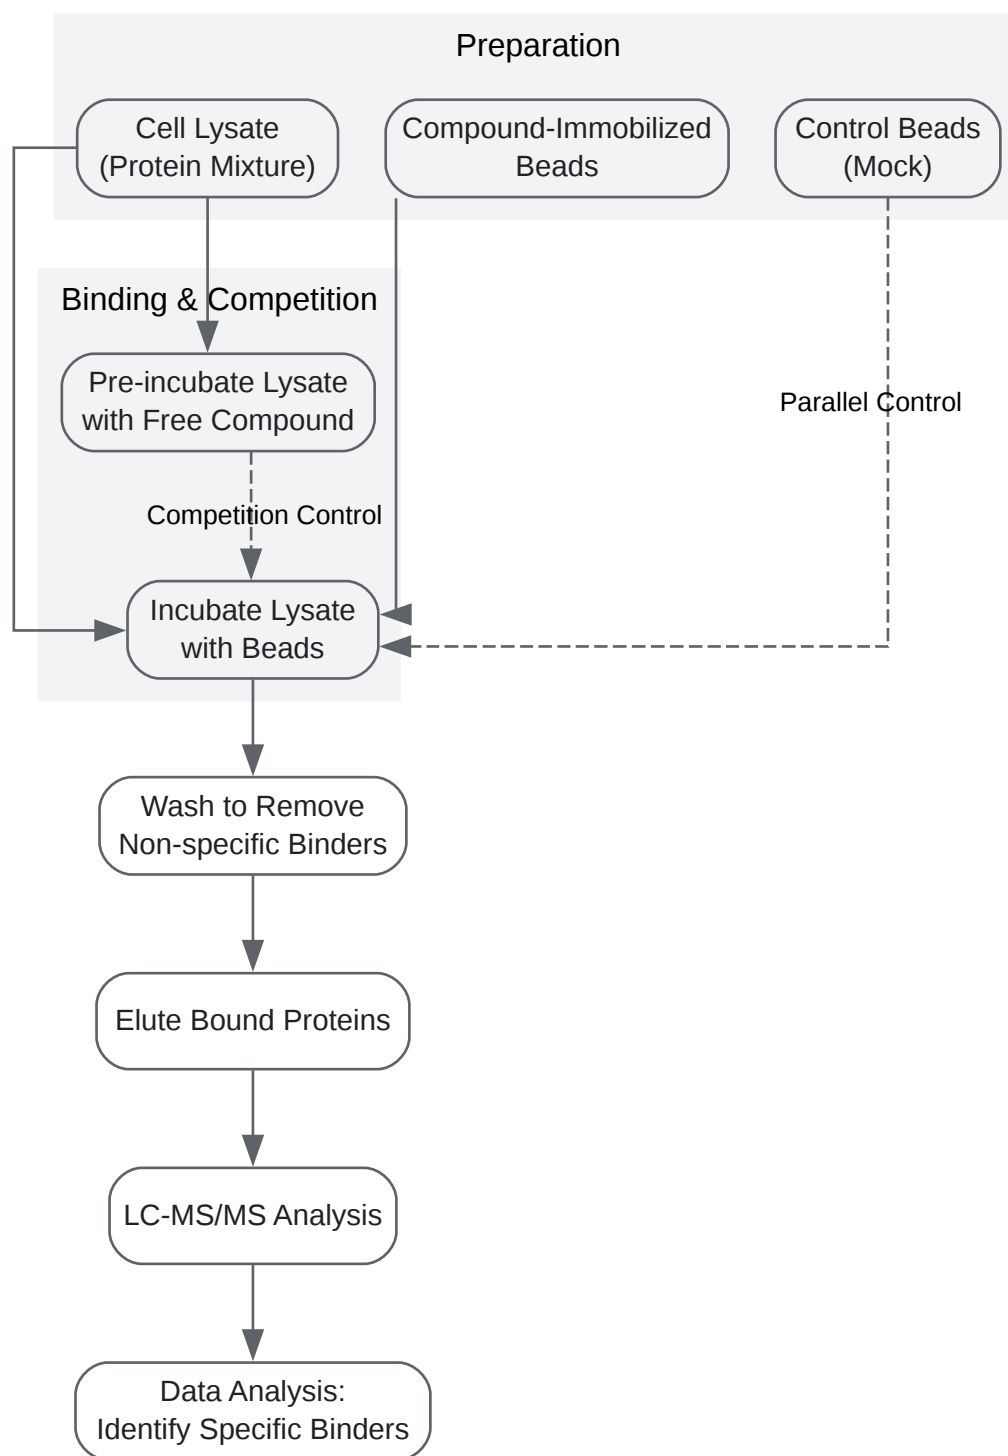 Preparation
Cell Lysate
(Protein Mixture)
Compound-Immobilized
Beads
Control Beads
(Mock)
Binding & Competition
Pre-incubate Lysate
with Free Compound
Parallel Control
Competition Control
Incubate Lysate
with Beads
Wash to Remove
Non-specific Binders
Elute Bound Proteins
LC-MS/MS Analysis
Data Analysis:
Identify Specific Binders